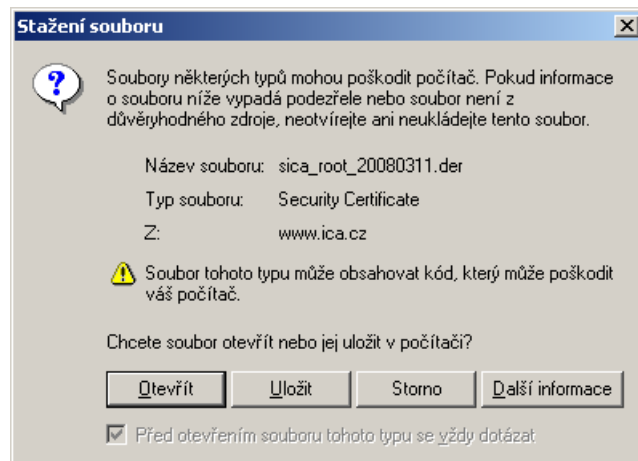 Stažení souboru
Soubory některých typů mohou poškodit počítač. Pokud informace
o souboru níže vypadá podezřele nebo soubor není z
důvěryhodného zdroje, neotvírejte ani neukládejte tento soubor.
Název souboru: sica_root_20080311.der
Typ souboru: Security Certificate
Z: www.ica.cz
Soubor tohoto typu může obsahovat kód, který může poškodit
váš počítač.
Chcete soubor otevřít nebo jej uložit v počítači?
Otevřít Uložit Storno Další informace
Před otevřením souboru tohoto typu se vždy dotázat